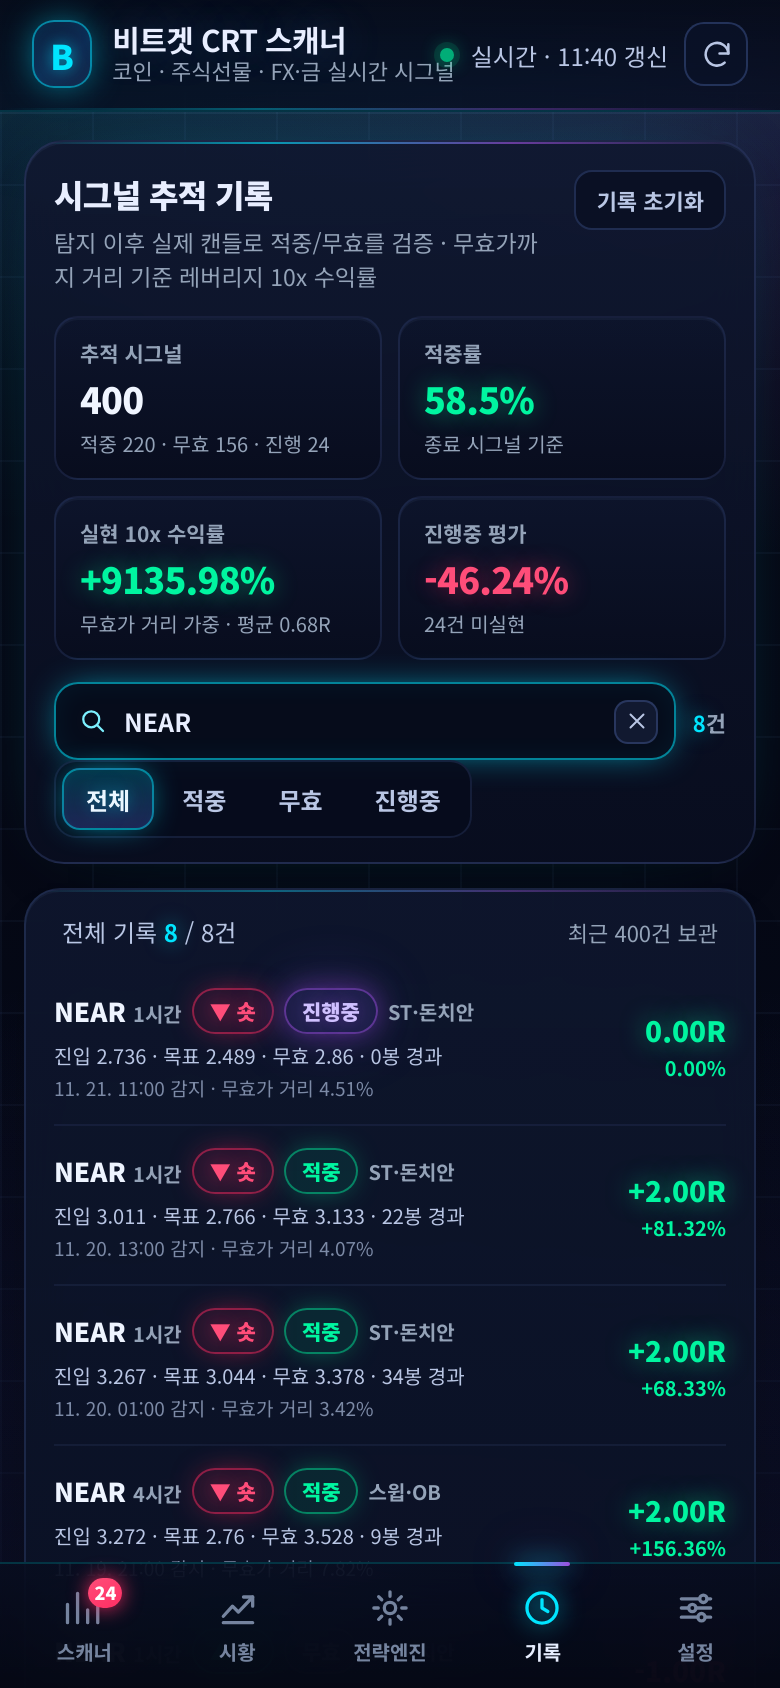 B
비트겟 CRT 스캐너
코인 · 주식선물 · FX·금 실시간 시그널
실시간 · 11:40 갱신
시그널 추적 기록
기록 초기화
탐지 이후 실제 캔들로 적중/무효를 검증 · 무효가까
지 거리 기준 레버리지 10x 수익률
추적 시그널
400
적중 220 · 무효 156 · 진행 24
적중률
58.5%
종료 시그널 기준
실현 10x 수익률
+9135.98%
무효가 거리 가중 · 평균 0.68R
진행중 평가
-46.24%
24건 미실현
NEAR
8건
전체 적중 무효 진행중
전체 기록 8 / 8건
최근 400건 보관
NEAR 1시간 ▼ 숏 진행중 ST·돈치안
진입 2.736 · 목표 2.489 · 무효 2.86 · 0봉 경과
11. 21. 11:00 감지 · 무효가 거리 4.51%
0.00R
0.00%
NEAR 1시간 ▼ 숏 적중 ST·돈치안
진입 3.011 · 목표 2.766 · 무효 3.133 · 22봉 경과
11. 20. 13:00 감지 · 무효가 거리 4.07%
+2.00R
+81.32%
NEAR 1시간 ▼ 숏 적중 ST·돈치안
진입 3.267 · 목표 3.044 · 무효 3.378 · 34봉 경과
11. 20. 01:00 감지 · 무효가 거리 3.42%
+2.00R
+68.33%
NEAR 4시간 ▼ 숏 적중 스윕·OB
진입 3.272 · 목표 2.76 · 무효 3.528 · 9봉 경과
감지 · 무효가 거리 7.82%
+2.00R
+156.36%
24
스캐너
시황
전략엔진
기록
설정